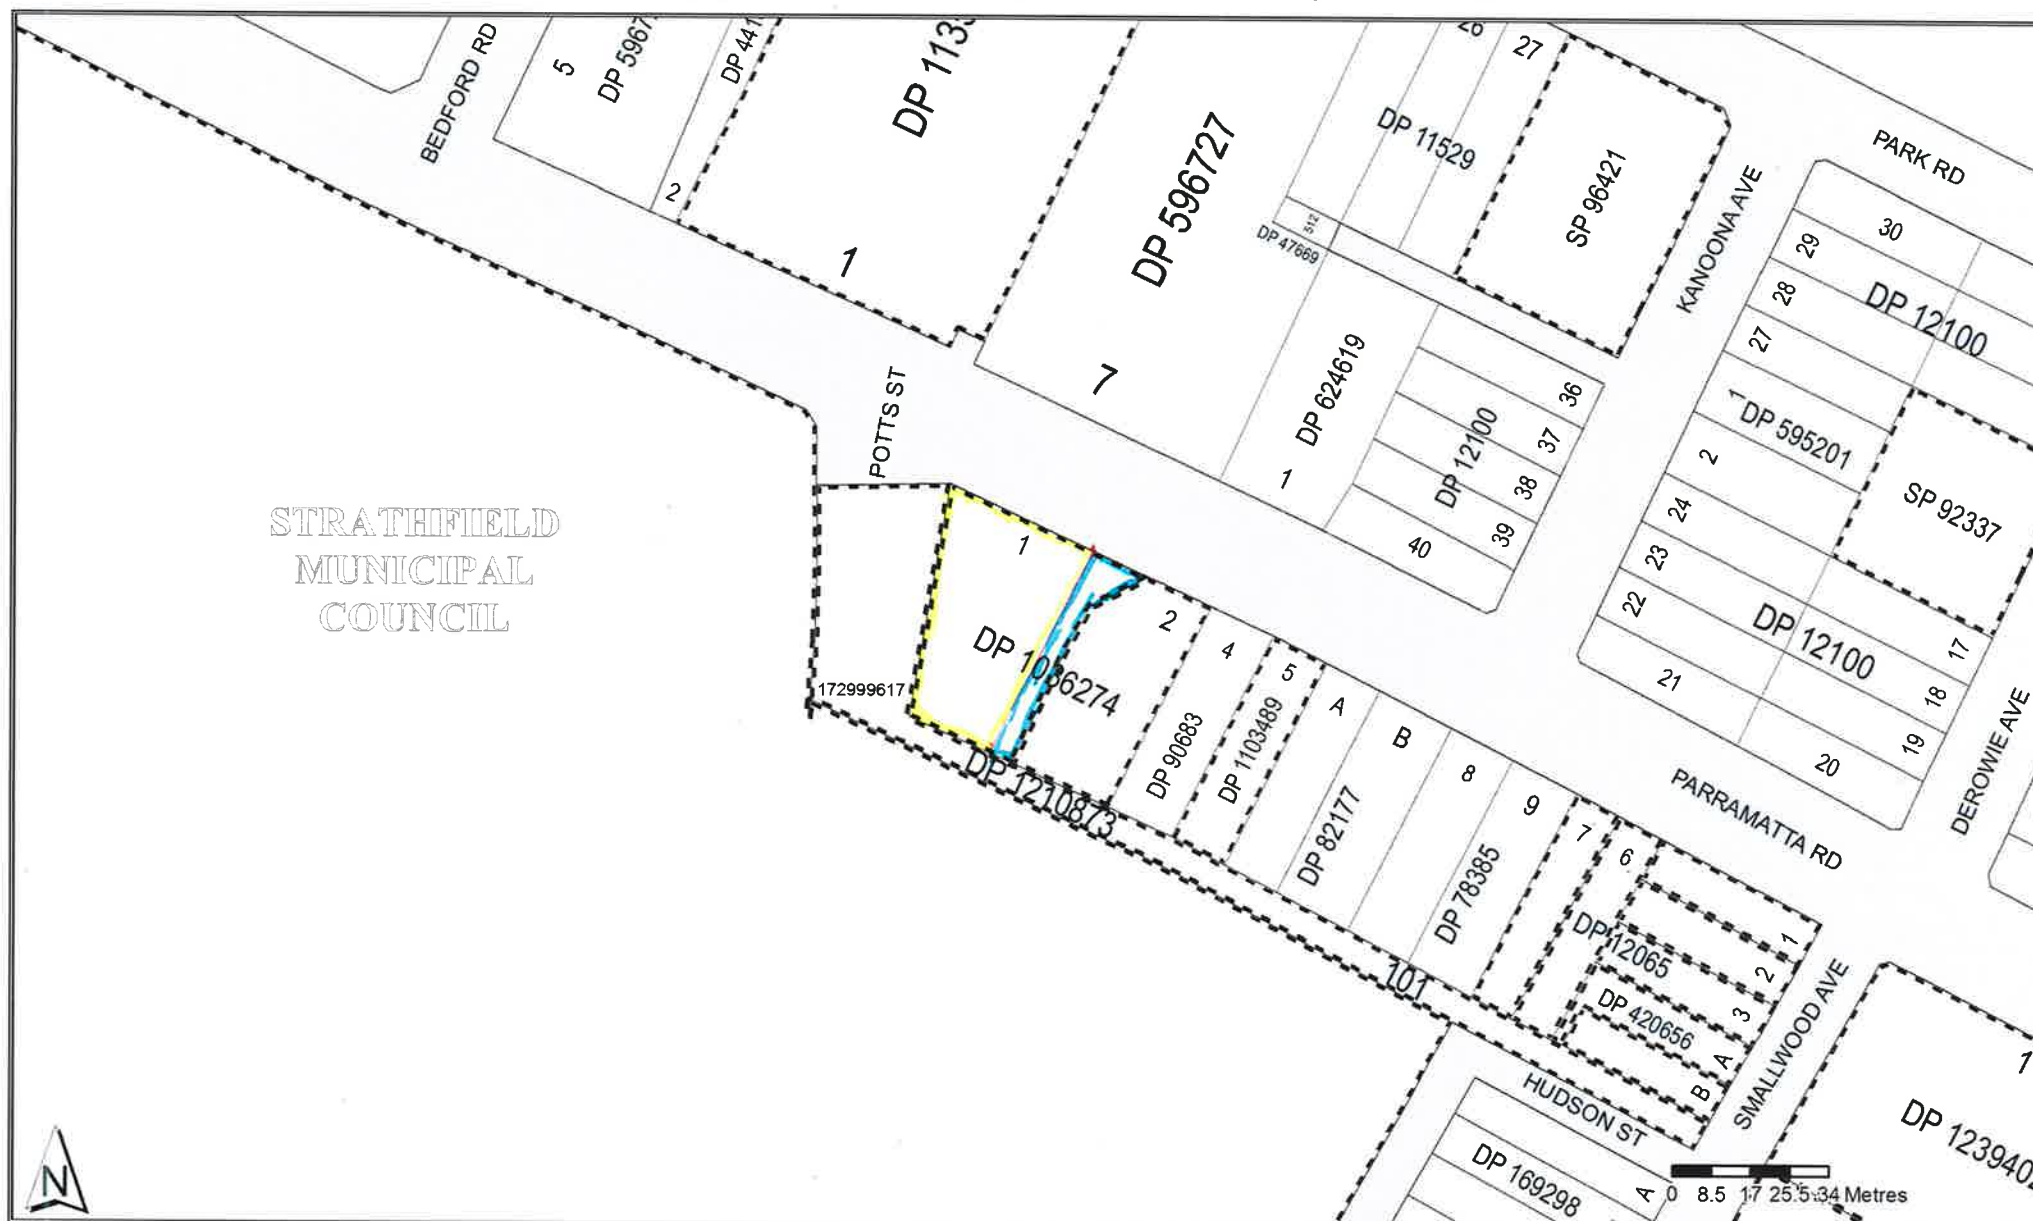 BEDFORD RD
5
DP 5967
DP 441
2
DP 113
1
DP 596727
7
27
DP 11529
512
DP 47669
SP 96421
KANOONA AVE
PARK RD
30
29
28
DP 12100
27
1
DP 595201
2
24
23
22
21
SP 92337
DP 12100
17
18
19
20
DP 624619
1
36
37
38
39
40
DP 12100
POTTS ST
STRATHFIELD
MUNICIPAL
COUNCIL
172999617
1
DP 1086274
2
DP 1210873
101
4
DP 90683
5
DP 1103489
A
B
DP 82177
8
9
DP 78385
7
6
PARRAMATTA RD
DEROWIE AVE
1
2
3
DP 12065
DP 420656
A
B
SMALLWOOD AVE
HUDSON ST
DP 169298
A
1
DP 123940
N
0 8.5 17 25.5 34 Metres